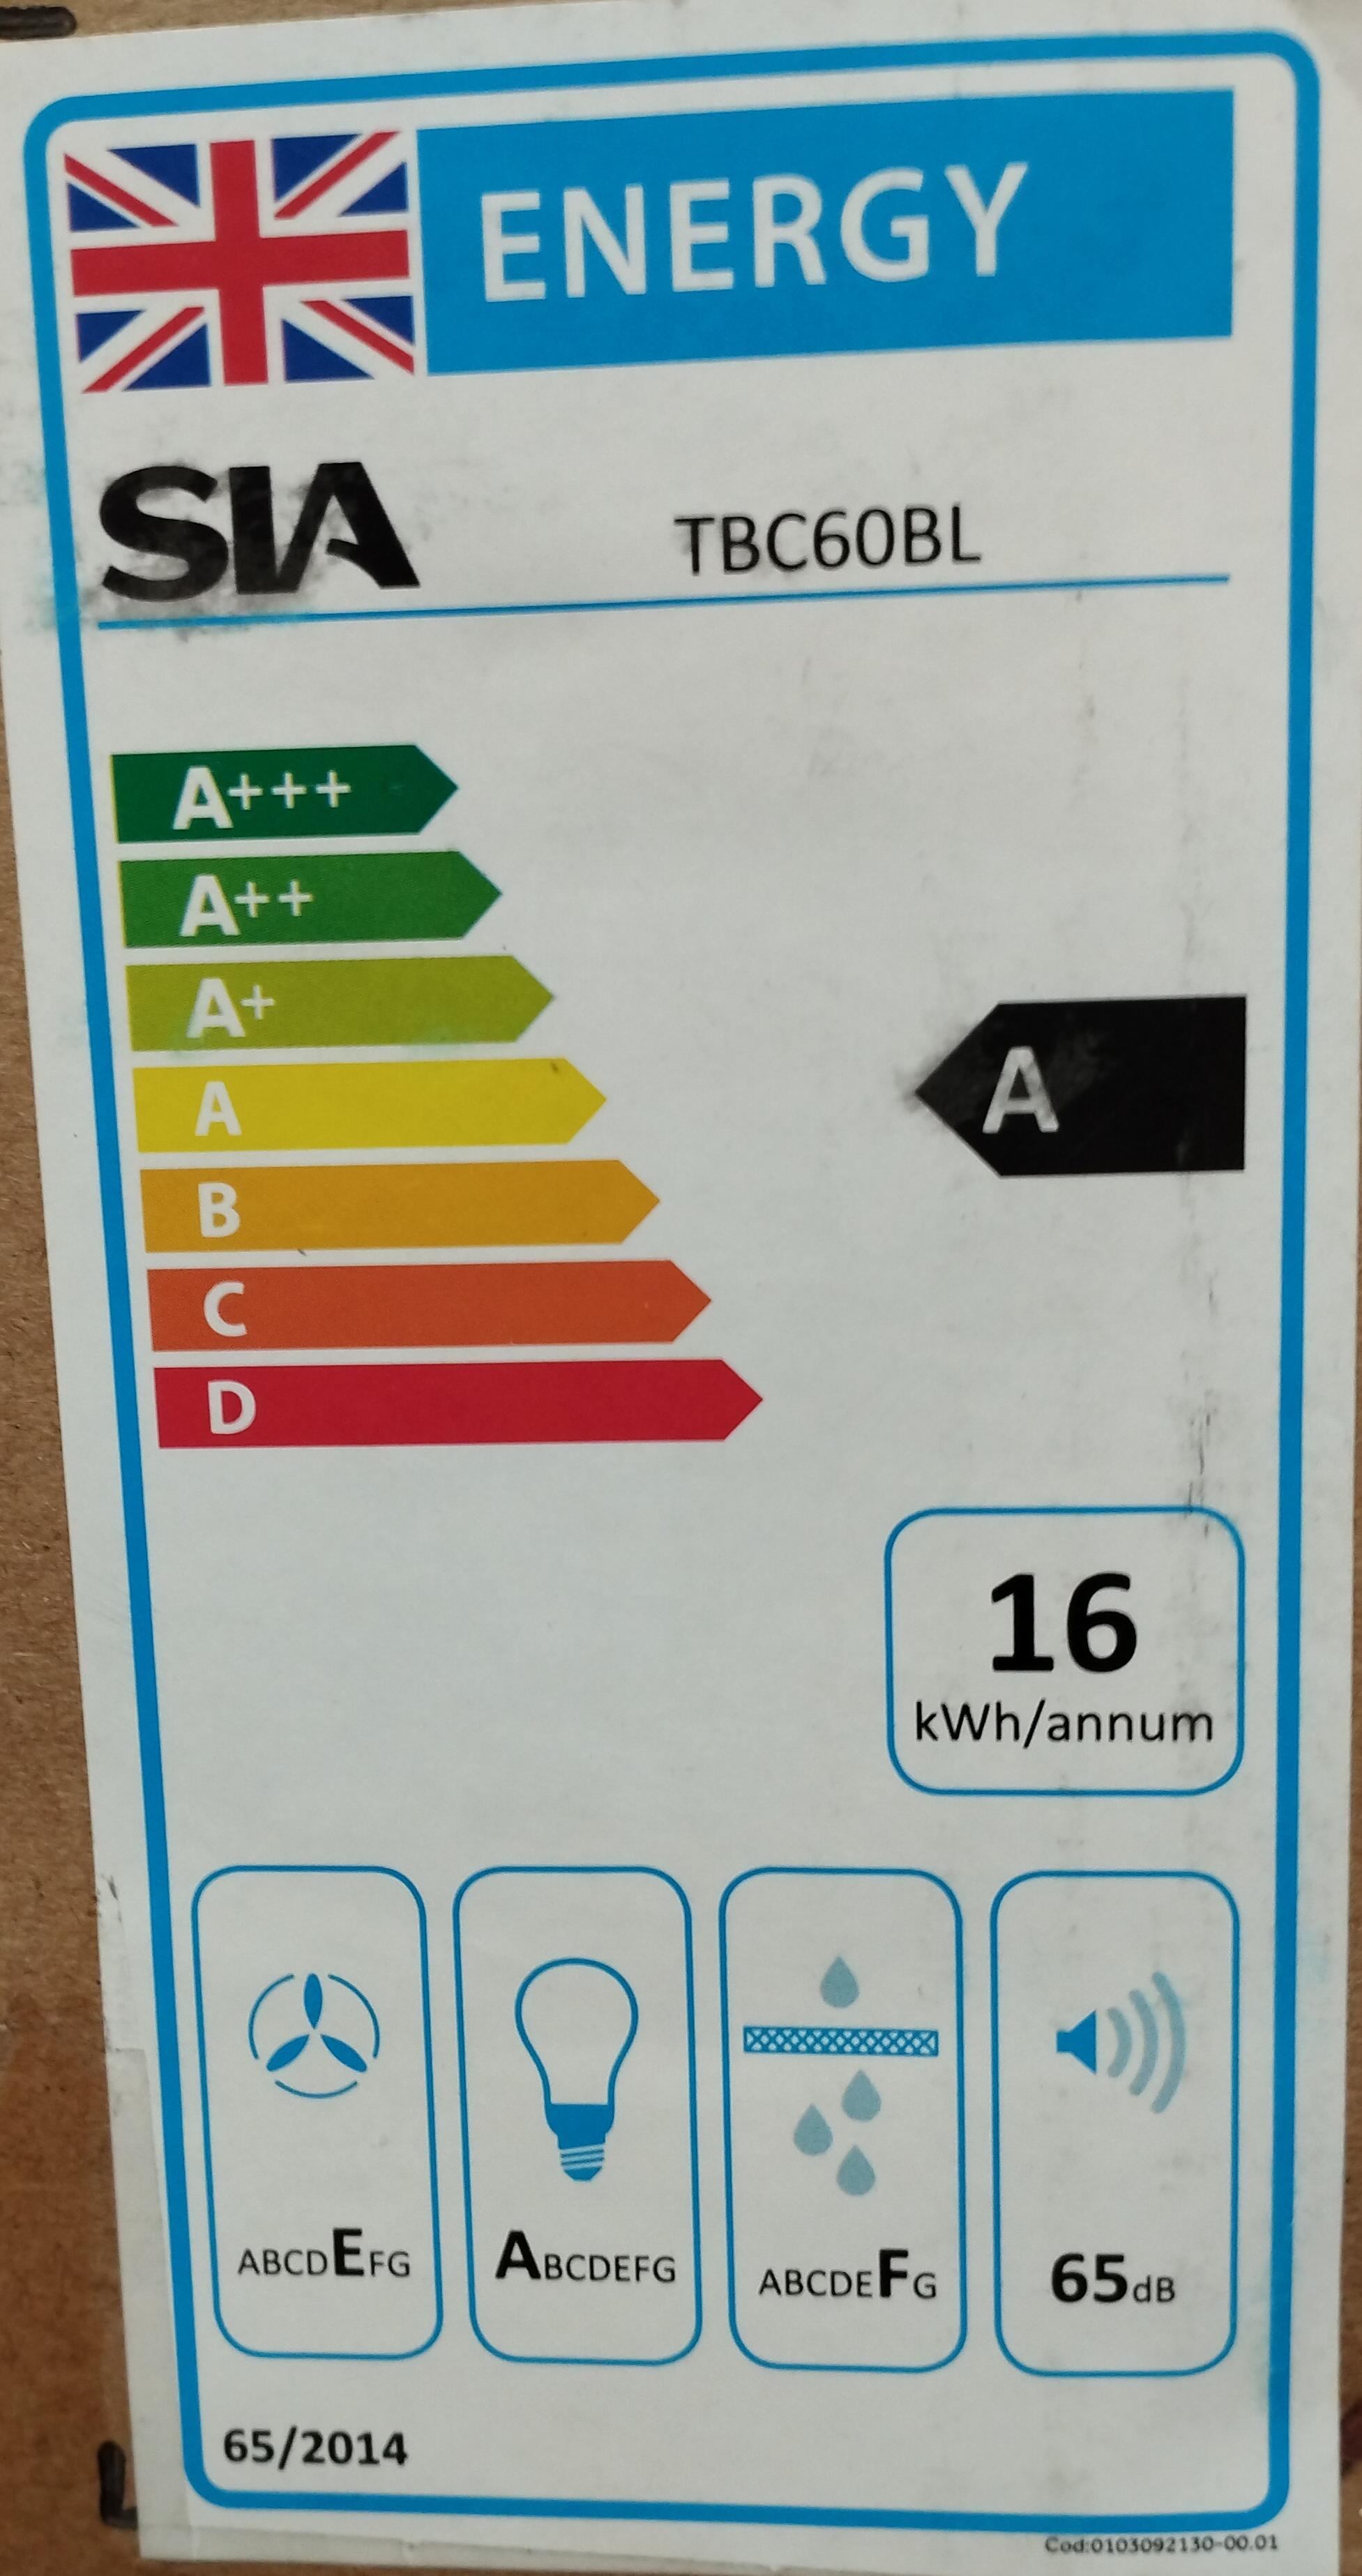 ENERGY
SIA TBC60BL
A+++
A++
A+
A
A
B
C
D
16
kWh/annum
ABCDEFG
ABCDEFG
ABCDEFG
65dB
65/2014
Cod:0103092130-00.01